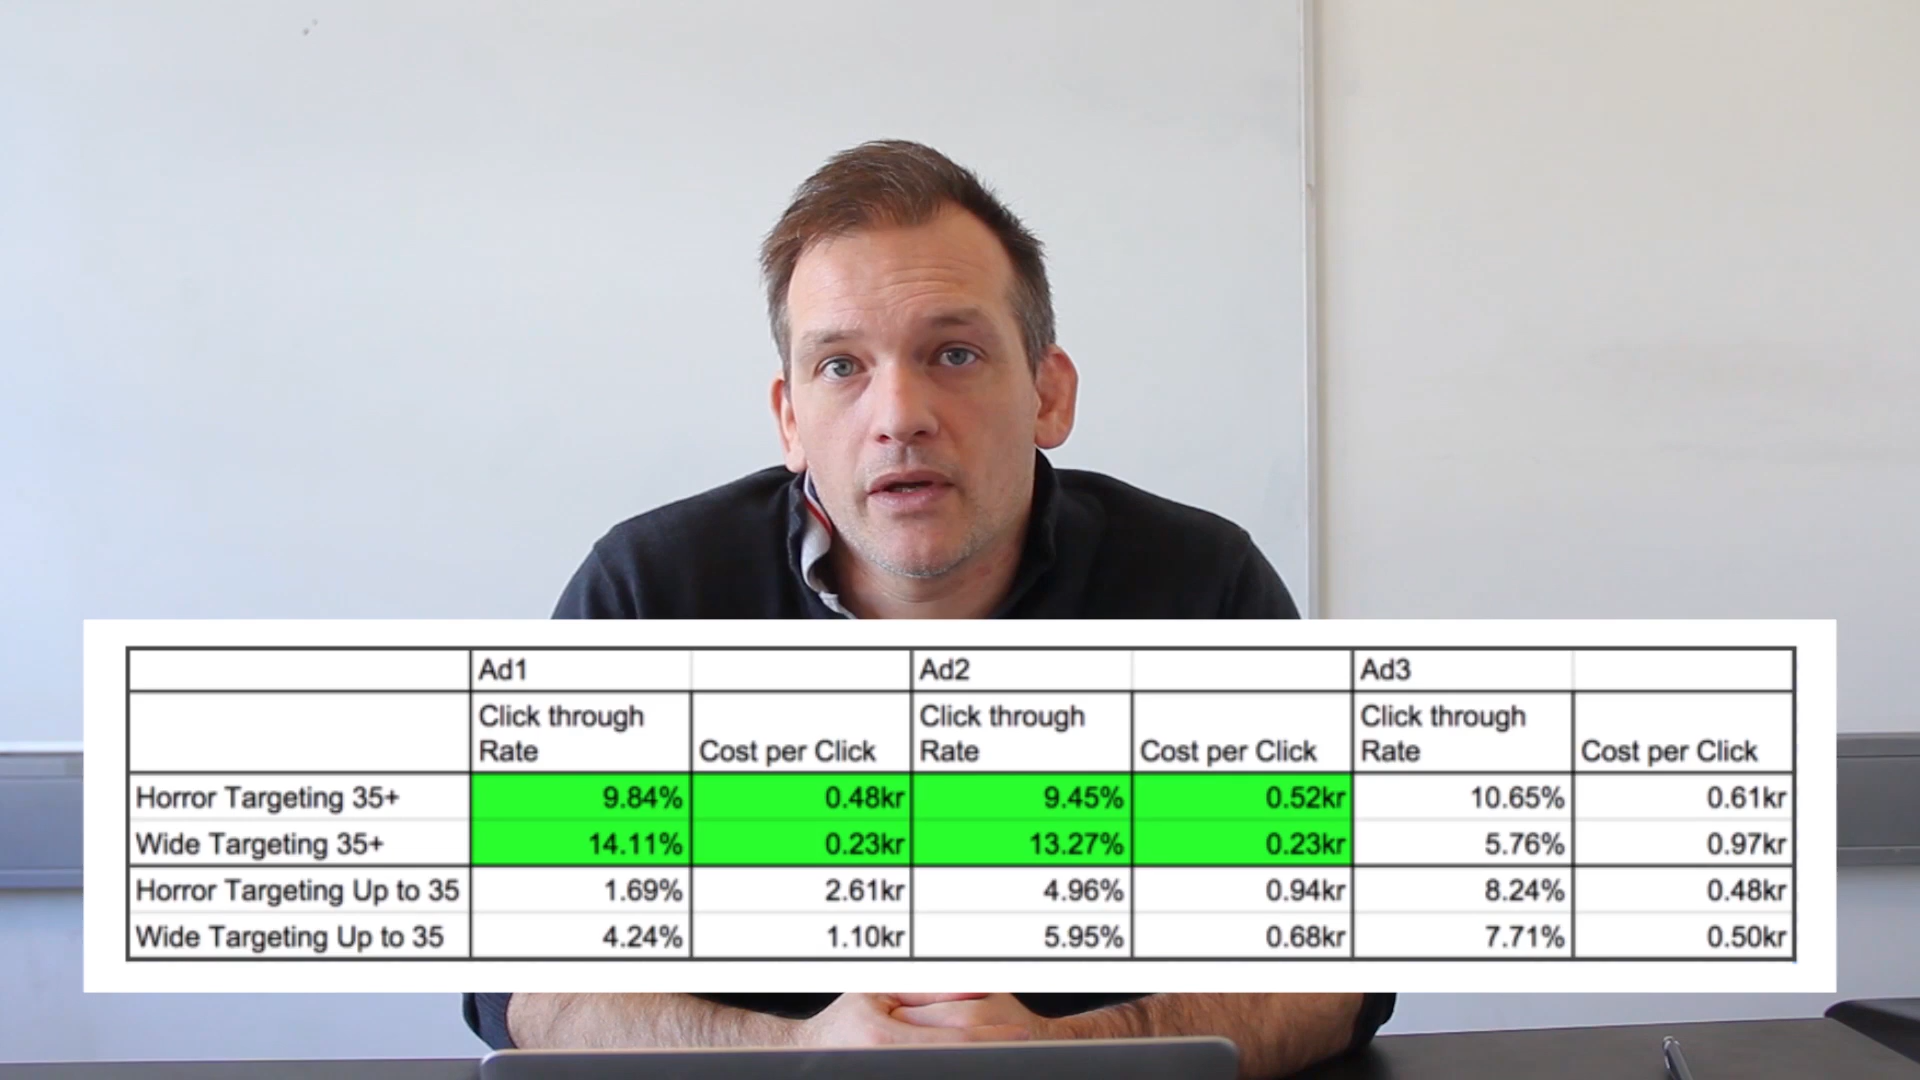 Ad1 Ad2 Ad3
Click through Rate Cost per Click Click through Rate Cost per Click Click through Rate Cost per Click
Horror Targeting 35+ 9.84% 0.48kr 9.45% 0.52kr 10.65% 0.61kr
Wide Targeting 35+ 14.11% 0.23kr 13.27% 0.23kr 5.76% 0.97kr
Horror Targeting Up to 35 1.69% 2.61kr 4.96% 0.94kr 8.24% 0.48kr
Wide Targeting Up to 35 4.24% 1.10kr 5.95% 0.68kr 7.71% 0.50kr